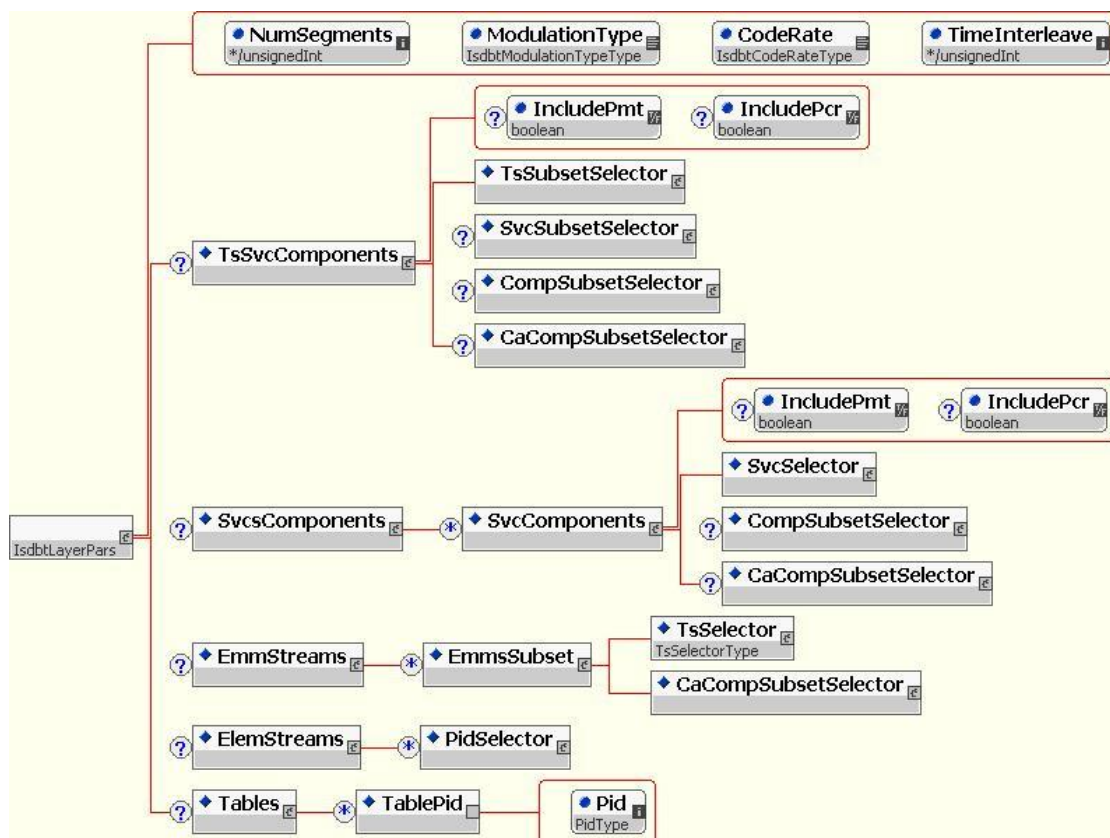 NumSegments
*/unsignedInt
ModulationType
IsdbtModulationTypeType
CodeRate
IsdbtCodeRateType
TimeInterleave
*/unsignedInt
? IncludePmt
boolean
? IncludePcr
boolean
TsSubsetSelector
? SvcSubsetSelector
? TsSvcComponents
? CompSubsetSelector
? CaCompSubsetSelector
? IncludePmt
boolean
? IncludePcr
boolean
SvcSelector
IsdbtLayerPars
? SvcsComponents
* SvcComponents
? CompSubsetSelector
? CaCompSubsetSelector
? EmmStreams
* EmmsSubset
TsSelector
TsSelectorType
CaCompSubsetSelector
? ElemStreams
* PidSelector
? Tables
* TablePid
Pid
PidType